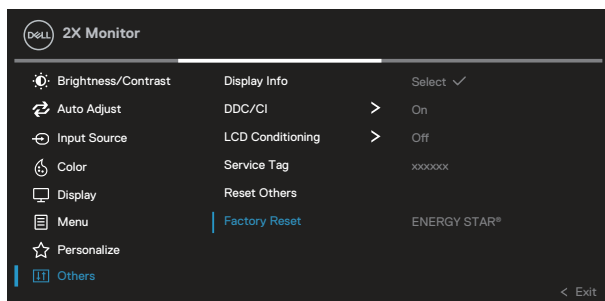 DELL 2X Monitor
Brightness/Contrast Display Info Select ✓
Auto Adjust DDC/CI > On
Input Source LCD Conditioning > Off
Color Service Tag xxxxxx
Display Reset Others
Menu Factory Reset ENERGY STAR®
Personalize
Others
< Exit